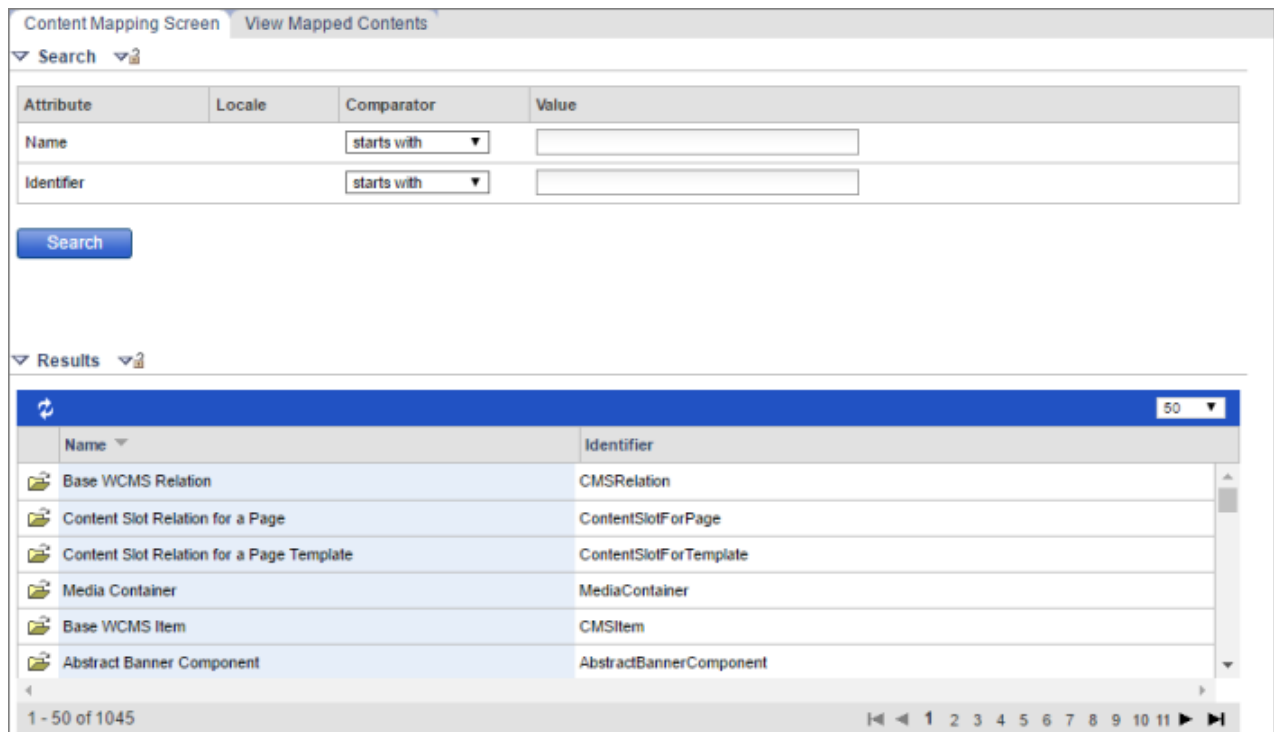 Content Mapping Screen View Mapped Contents
Search
Attribute Locale Comparator Value
Name starts with
Identifier starts with
Search
Results
50
Name Identifier
Base WCMS Relation CMSRelation
Content Slot Relation for a Page ContentSlotForPage
Content Slot Relation for a Page Template ContentSlotForTemplate
Media Container MediaContainer
Base WCMS Item CMSItem
Abstract Banner Component AbstractBannerComponent
1 - 50 of 1045 1 2 3 4 5 6 7 8 9 10 11